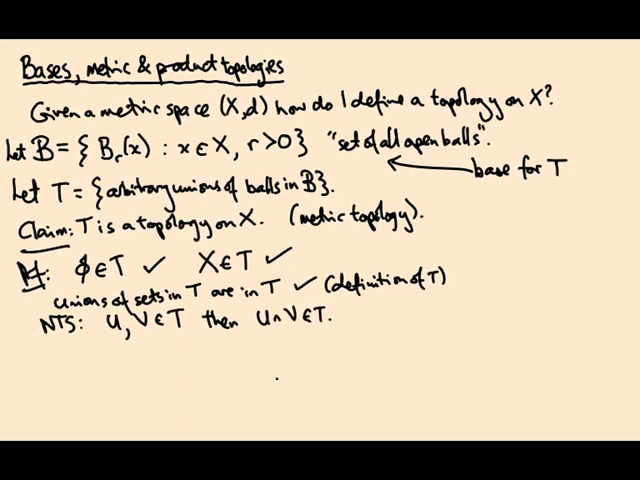 Bases, metric & product topologies
Given a metric space (X,d) how do I define a topology on X?
Let B = { Bᵣ(x) : x ∈ X, r > 0 } "set of all open balls".
base for T
Let T = {arbitrary unions of balls in B}.
Claim: T is a topology on X. (metric topology).
Pf: ∅ ∈ T ✓ X ∈ T ✓
Unions of sets in T are in T ✓ (definition of T)
NTS: U, V ∈ T then U ∩ V ∈ T.